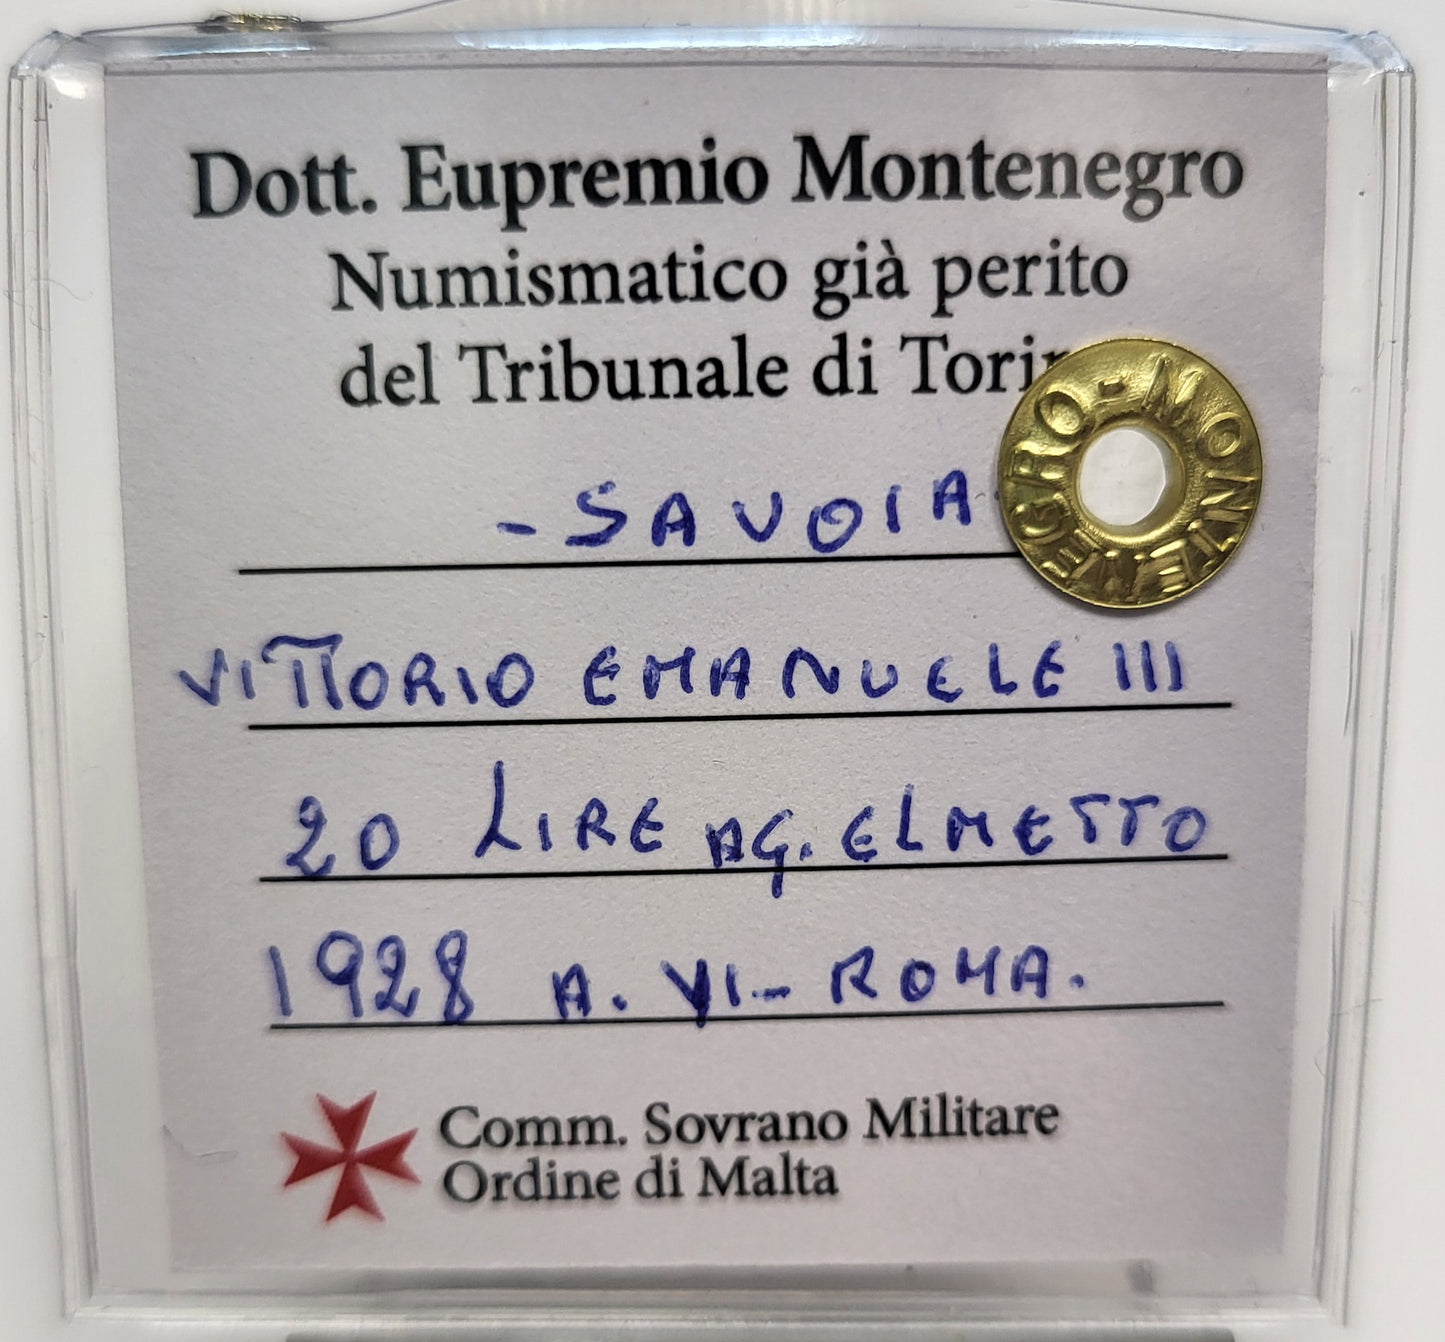 Dott. Eupremio Montenegro
Numismatico già perito
del Tribunale di Tori
MONTENEGRO-
- SAVOIA
VITTORIO EMANUELE III
20 LIRE AG. ELMETTO
1928 A. VI - ROMA.
Comm. Sovrano Militare
Ordine di Malta